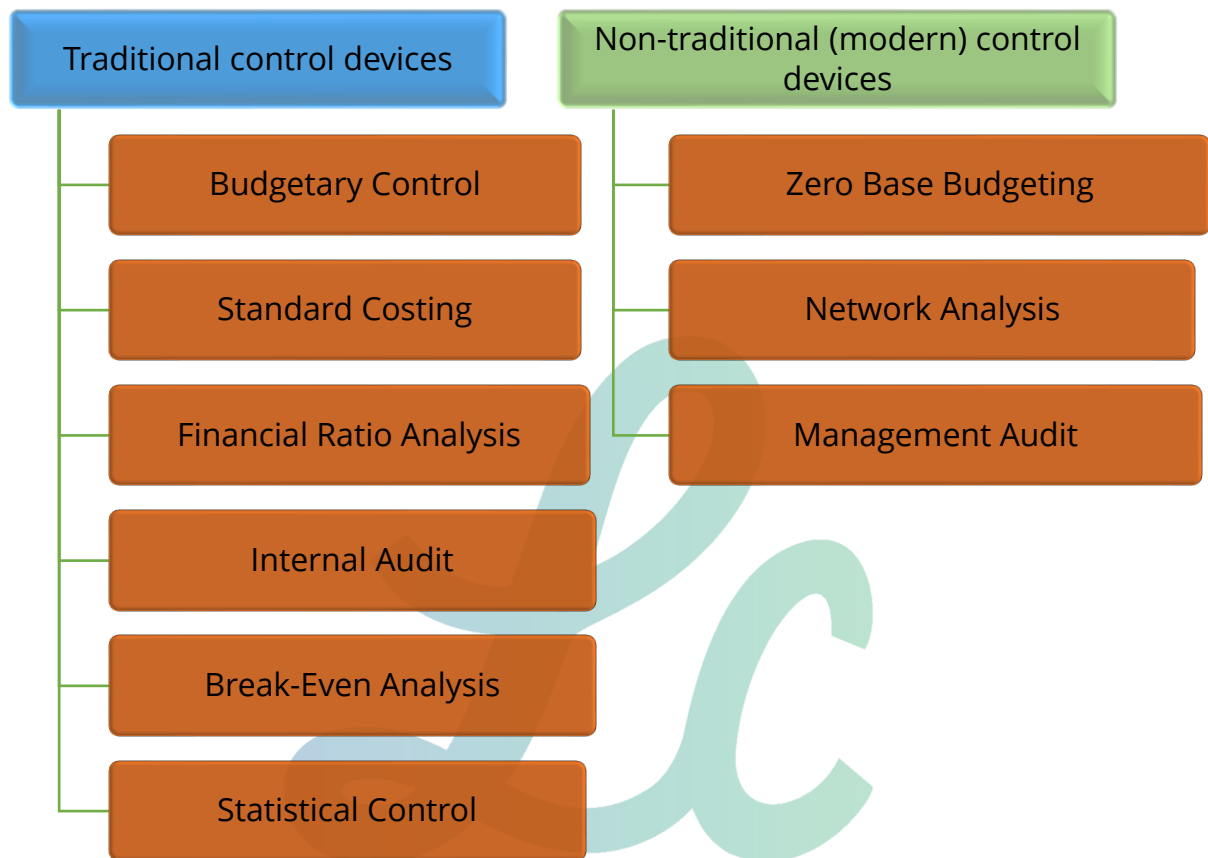 Traditional control devices
Budgetary Control
Standard Costing
Financial Ratio Analysis
Internal Audit
Break-Even Analysis
Statistical Control
Non-traditional (modern) control
devices
Zero Base Budgeting
Network Analysis
Management Audit
Lc